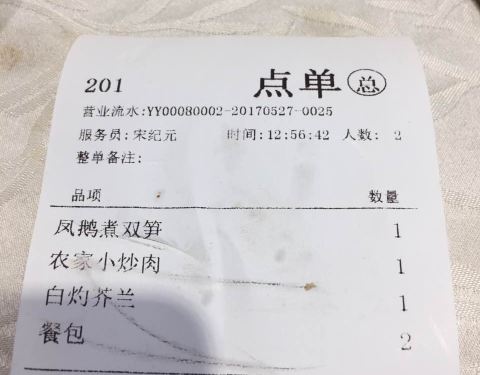 201 点单 总
营业流水:YY00080002-20170527-0025
服务员:宋纪元 时间:12:56:42 人数: 2
整单备注:
品项 数量
凤鹅煮双笋 1
农家小炒肉 1
白灼芥兰 1
餐包 2